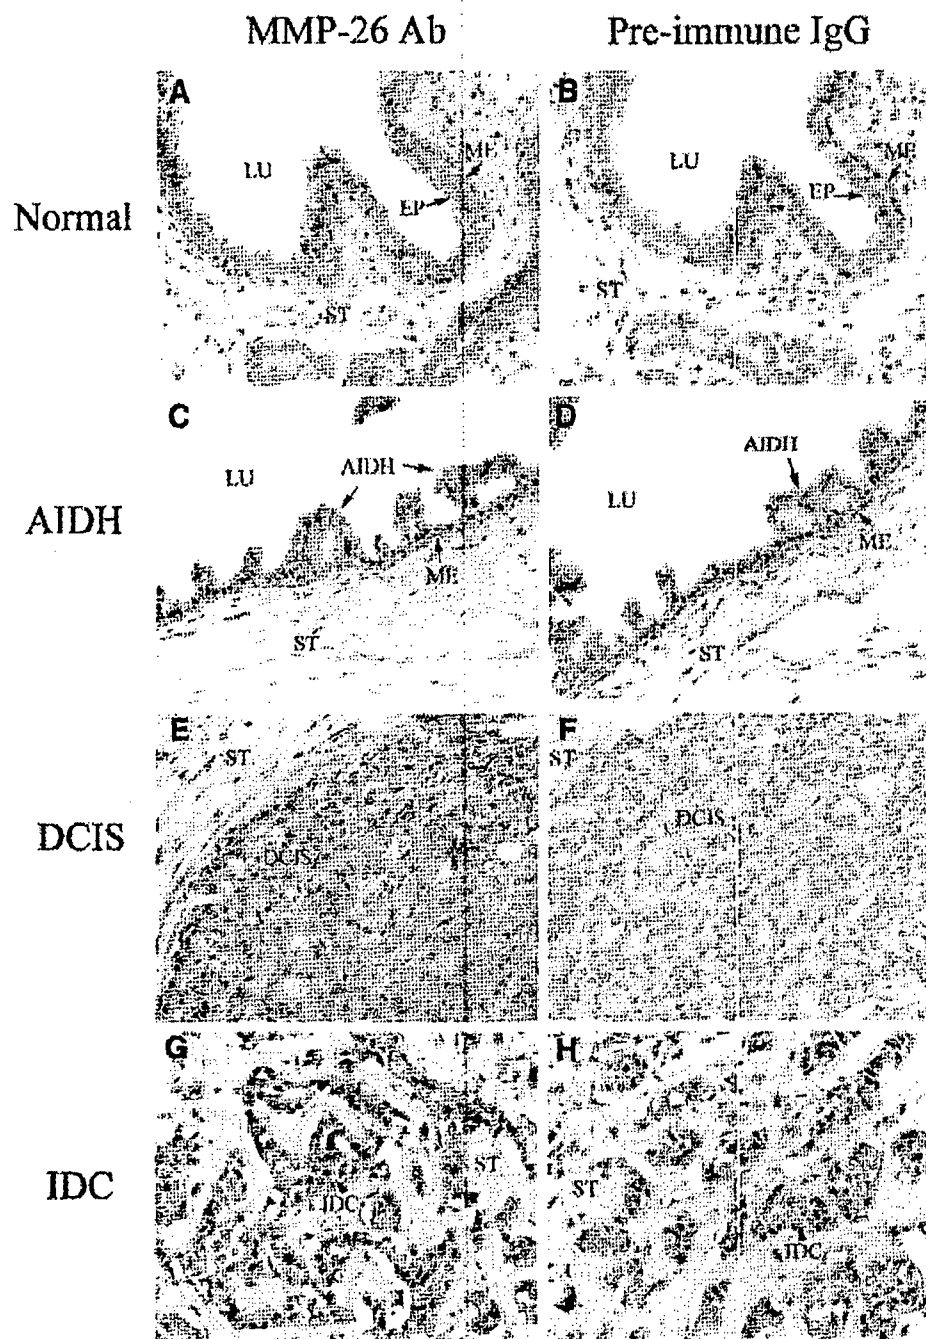 MMP-26 Ab Pre-immune IgG
Normal
A
LU
ME
EP
ST
B
LU
ME
EP
ST
AIDH
C
LU
AIDH
ME
ST
D
AIDH
LU
ME
ST
DCIS
E
ST
DCIS
F
ST
DCIS
IDC
G
ST
IDC
H
ST
IDC